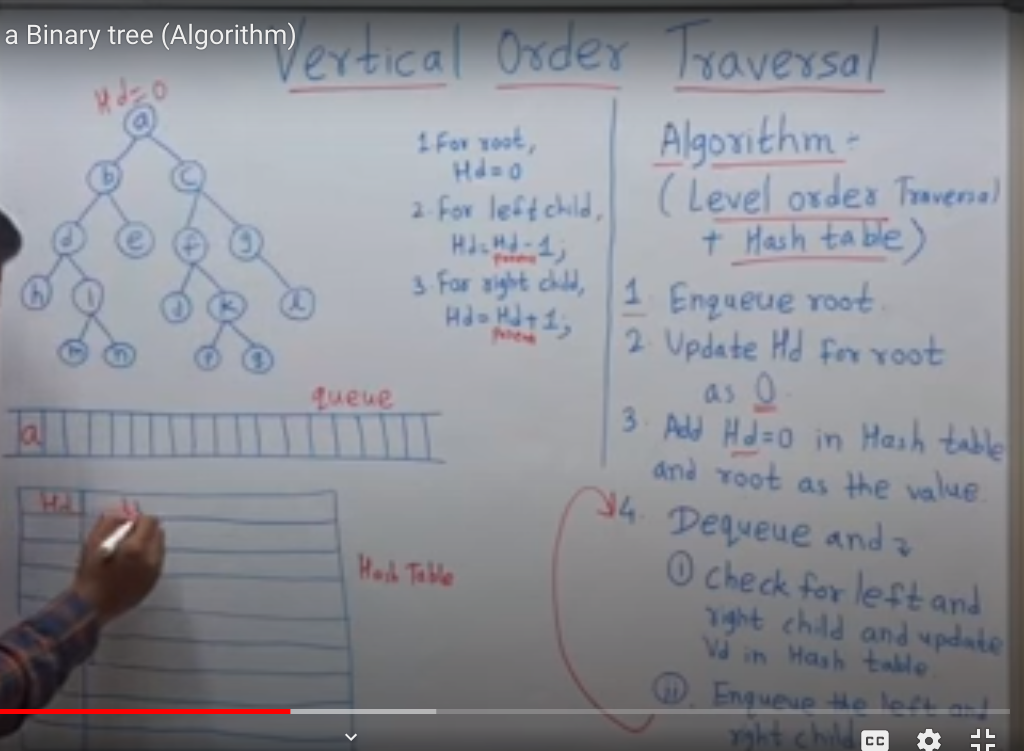 a Binary tree (Algorithm)
Vertical Order Traversal
Hd=0
a
b c
d e f g
h i j k l
m n
queue
a
Hd
Hash Table
1. For root,
Hd=0
2. For left child,
Hd=Hd-1;
parent
3. For right child,
Hd=Hd+1;
parent
Algorithm:-
(Level order Traversal
+ Hash table)
1. Enqueue root.
2. Update Hd for root
as 0.
3. Add Hd=0 in Hash table
and root as the value.
4. Dequeue and
(i) check for left and
right child and update
Vd in Hash table.
(ii). Enqueue the left and
right child
CC